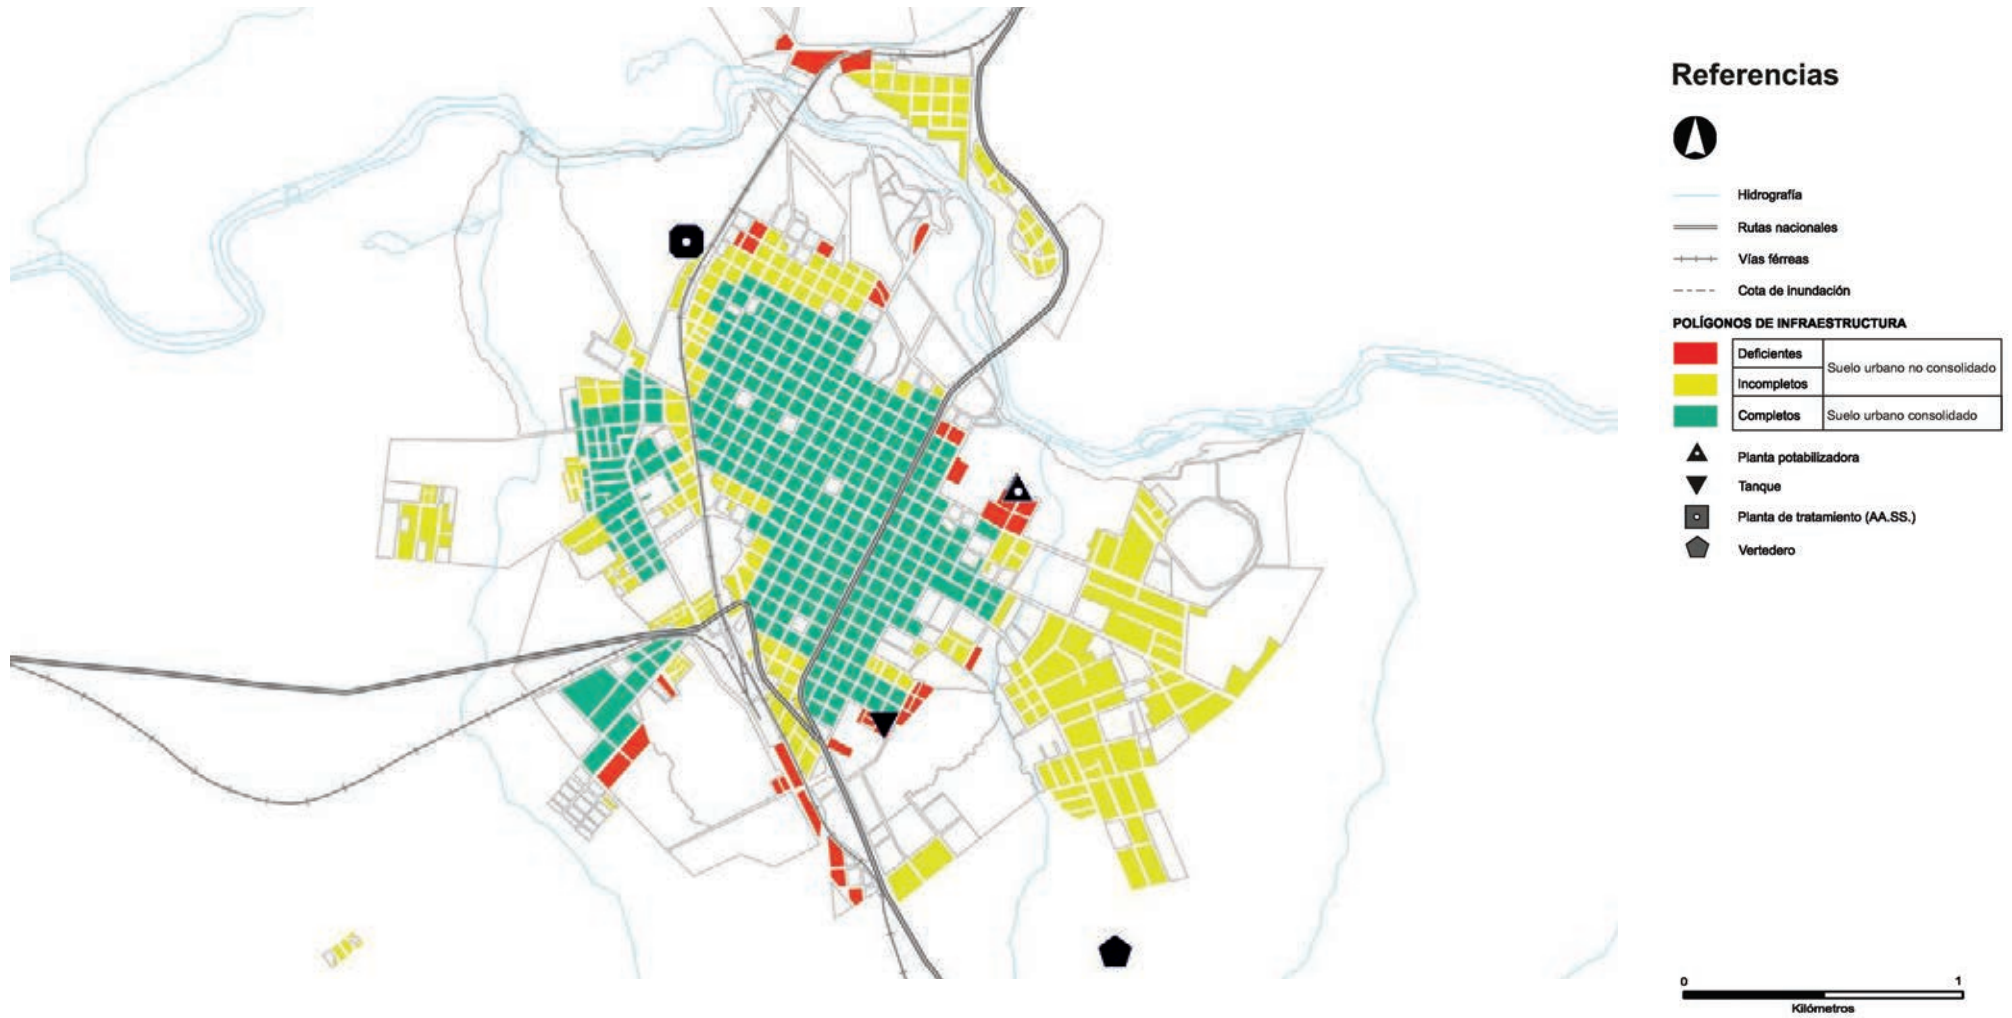 Referencias
Hidrografía
Rutas nacionales
Vías férreas
Cota de inundación
POLÍGONOS DE INFRAESTRUCTURA
Deficientes
Suelo urbano no consolidado
Incompletos
Completos
Suelo urbano consolidado
Planta potabilizadora
Tanque
Planta de tratamiento (AA.SS.)
Vertedero
0 1
Kilómetros